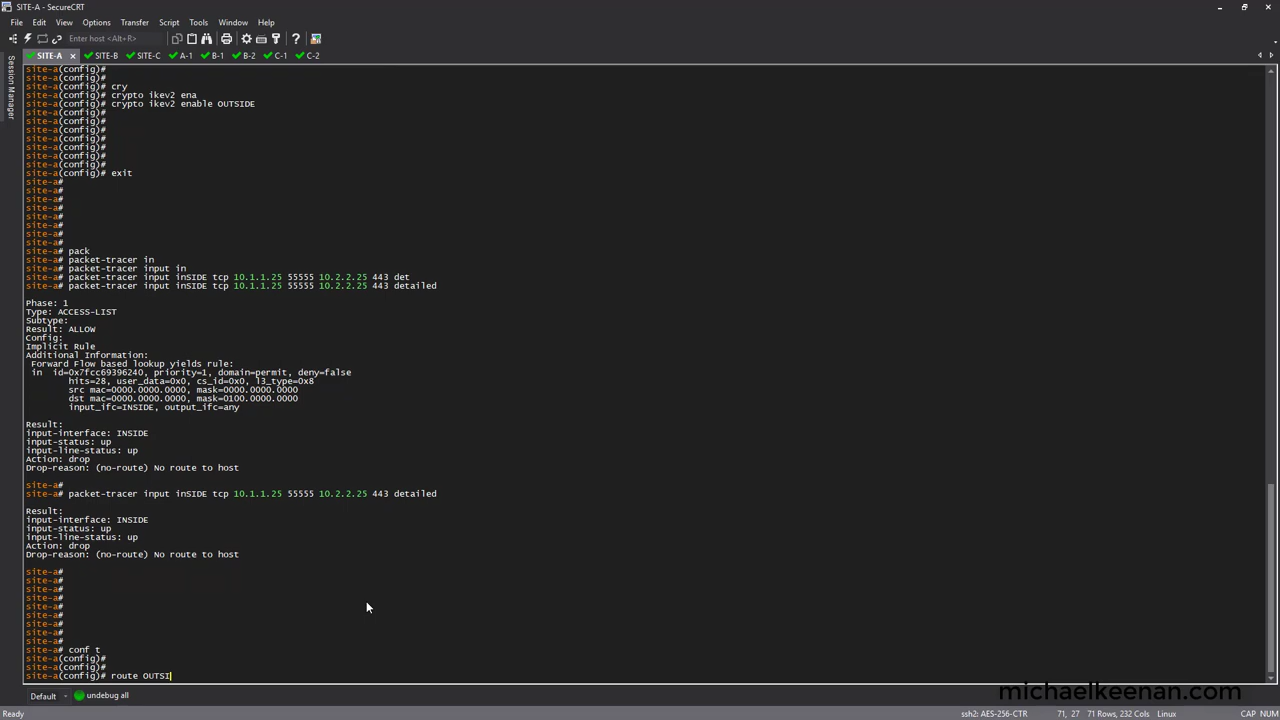 SITE-A - SecureCRT
File Edit View Options Transfer Script Tools Window Help
Enter host <Alt+R>
SITE-A SITE-B SITE-C A-1 B-1 B-2 C-1 C-2
Session Manager
site-a(config)#
site-a(config)#
site-a(config)# cry
site-a(config)# crypto ikev2 ena
site-a(config)# crypto ikev2 enable OUTSIDE
site-a(config)#
site-a(config)#
site-a(config)#
site-a(config)#
site-a(config)#
site-a(config)#
site-a(config)#
site-a(config)# exit
site-a#
site-a#
site-a#
site-a#
site-a#
site-a#
site-a#
site-a#
site-a# pack
site-a# packet-tracer in
site-a# packet-tracer input in
site-a# packet-tracer input inSIDE tcp 10.1.1.25 55555 10.2.2.25 443 det
site-a# packet-tracer input inSIDE tcp 10.1.1.25 55555 10.2.2.25 443 detailed
Phase: 1
Type: ACCESS-LIST
Subtype:
Result: ALLOW
Config:
Implicit Rule
Additional Information:
Forward Flow based lookup yields rule:
in id=0x7fcc69396240, priority=1, domain=permit, deny=false
hits=28, user_data=0x0, cs_id=0x0, l3_type=0x8
src mac=0000.0000.0000, mask=0000.0000.0000
dst mac=0000.0000.0000, mask=0100.0000.0000
input_ifc=INSIDE, output_ifc=any
Result:
input-interface: INSIDE
input-status: up
input-line-status: up
Action: drop
Drop-reason: (no-route) No route to host
site-a#
site-a# packet-tracer input inSIDE tcp 10.1.1.25 55555 10.2.2.25 443 detailed
Result:
input-interface: INSIDE
input-status: up
input-line-status: up
Action: drop
Drop-reason: (no-route) No route to host
site-a#
site-a#
site-a#
site-a#
site-a#
site-a#
site-a#
site-a#
site-a#
site-a# conf t
site-a(config)#
site-a(config)#
site-a(config)# route OUTSI
Default undebug all
michaelkeenan.com
Ready ssh2: AES-256-CTR 71, 27 71 Rows, 232 Cols Linux CAP NUM